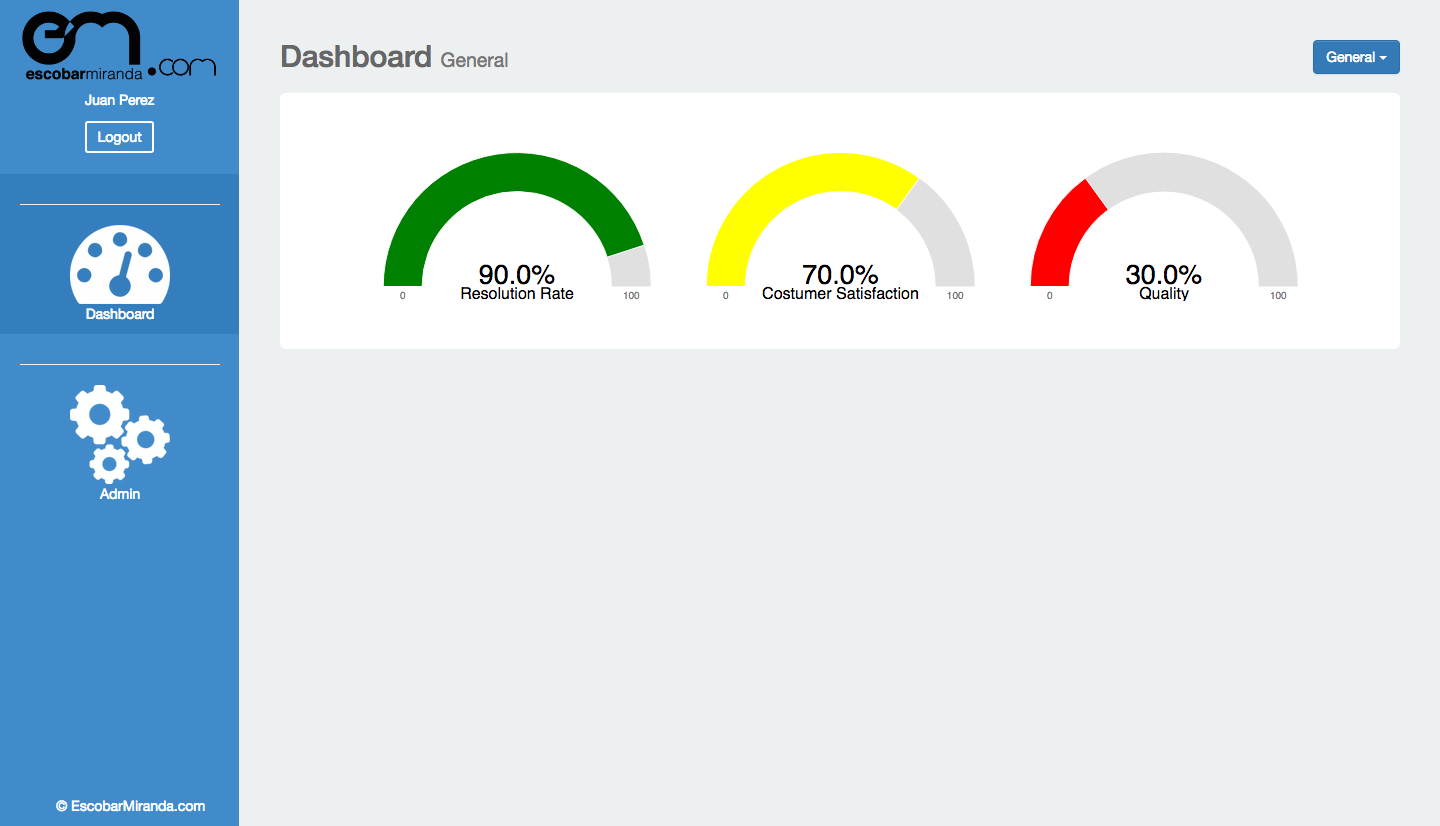 escobarmiranda.com
Juan Perez
Logout
Dashboard
Admin
© EscobarMiranda.com
Dashboard General
General
90.0%
Resolution Rate
0 100
70.0%
Costumer Satisfaction
0 100
30.0%
Quality
0 100